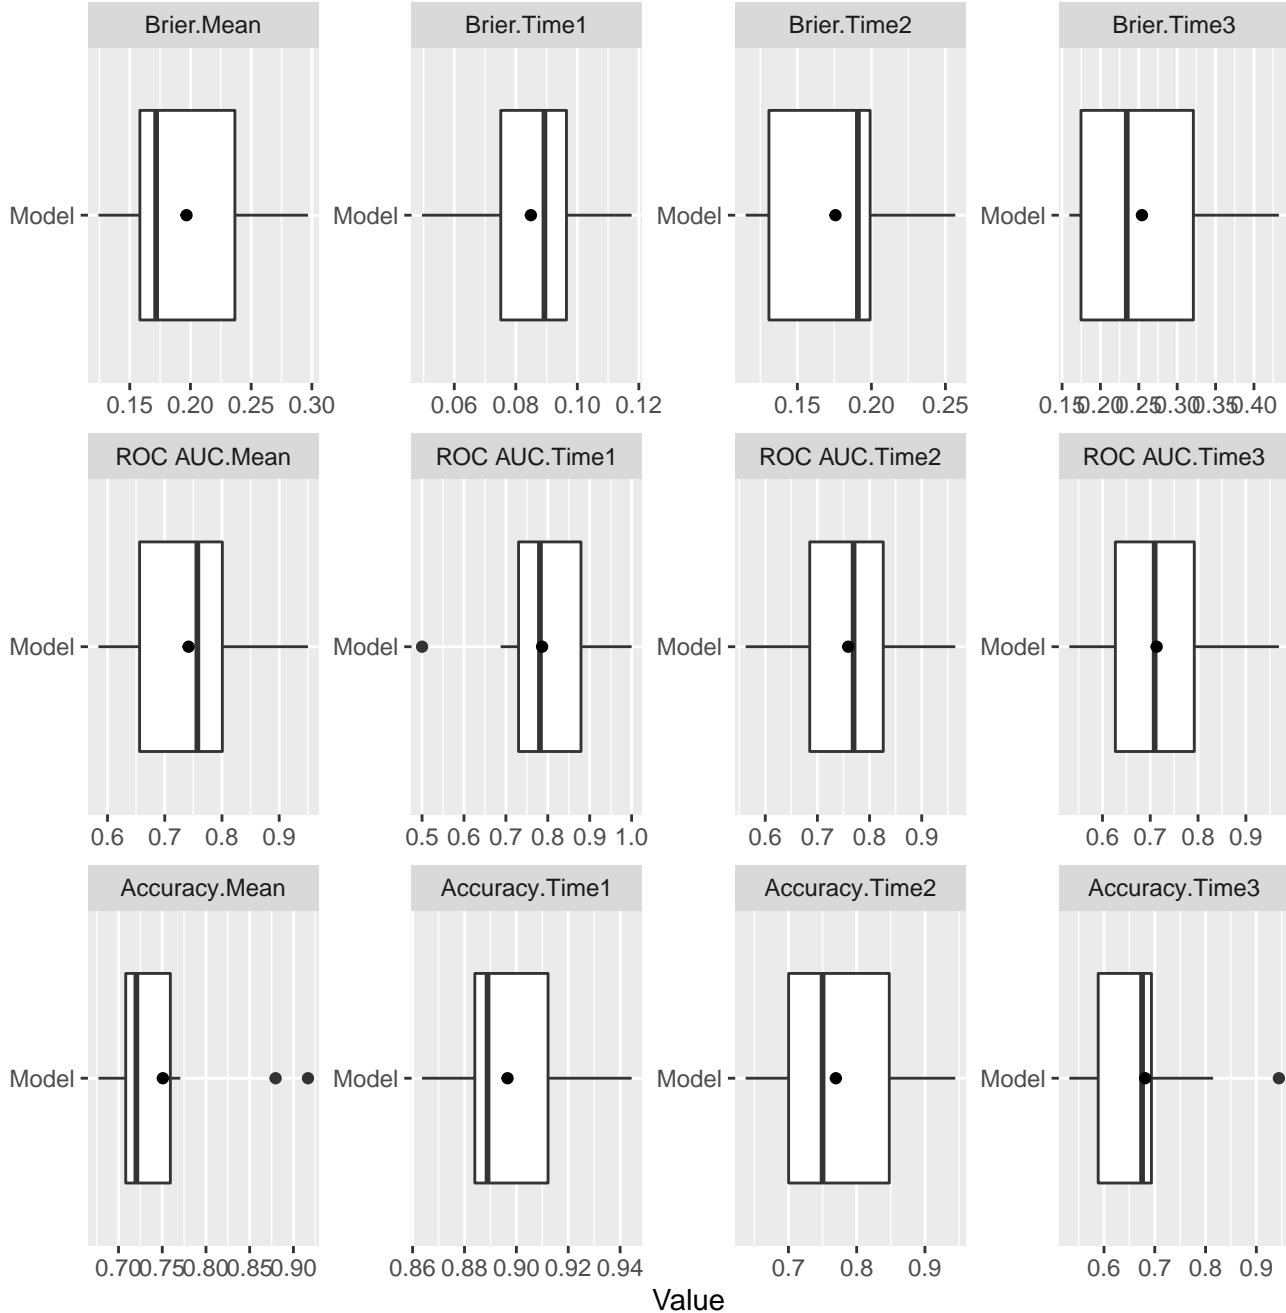 Brier.Mean Brier.Time1 Brier.Time2 Brier.Time3
Model Model Model Model
0.15 0.20 0.25 0.30 0.06 0.08 0.10 0.12 0.15 0.20 0.25 0.15 0.20 0.25 0.30 0.35 0.40
ROC AUC.Mean ROC AUC.Time1 ROC AUC.Time2 ROC AUC.Time3
Model Model Model Model
0.6 0.7 0.8 0.9 0.5 0.6 0.7 0.8 0.9 1.0 0.6 0.7 0.8 0.9 0.6 0.7 0.8 0.9
Accuracy.Mean Accuracy.Time1 Accuracy.Time2 Accuracy.Time3
Model Model Model Model
0.70 0.75 0.80 0.85 0.90 0.86 0.88 0.90 0.92 0.94 0.7 0.8 0.9 0.6 0.7 0.8 0.9
Value